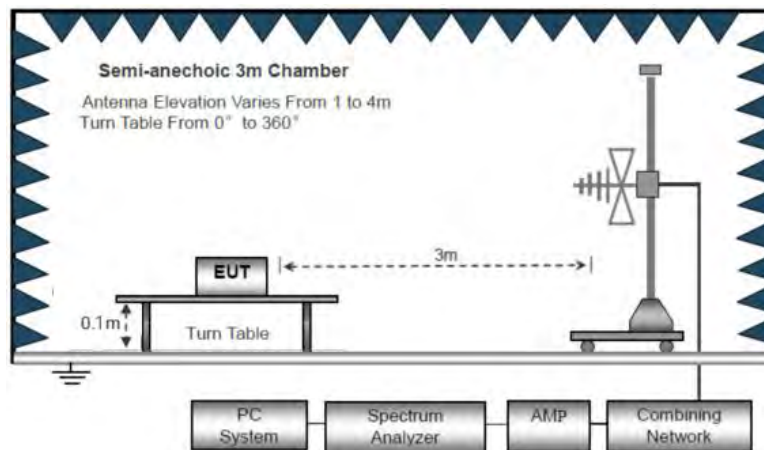 Semi-anechoic 3m Chamber
Antenna Elevation Varies From 1 to 4m
Turn Table From 0° to 360°
3m
EUT
0.1m
Turn Table
PC
System
Spectrum
Analyzer
AMP
Combining
Network